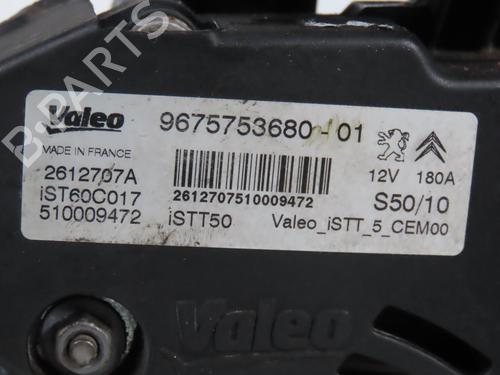 Valeo 9675753680-01
MADE IN FRANCE
12V 180A
2612707A
iST60C017
2612707510009472
S50/10
510009472 iSTT50 Valeo_iSTT_5_CEM00
Valeo
B-PARTS